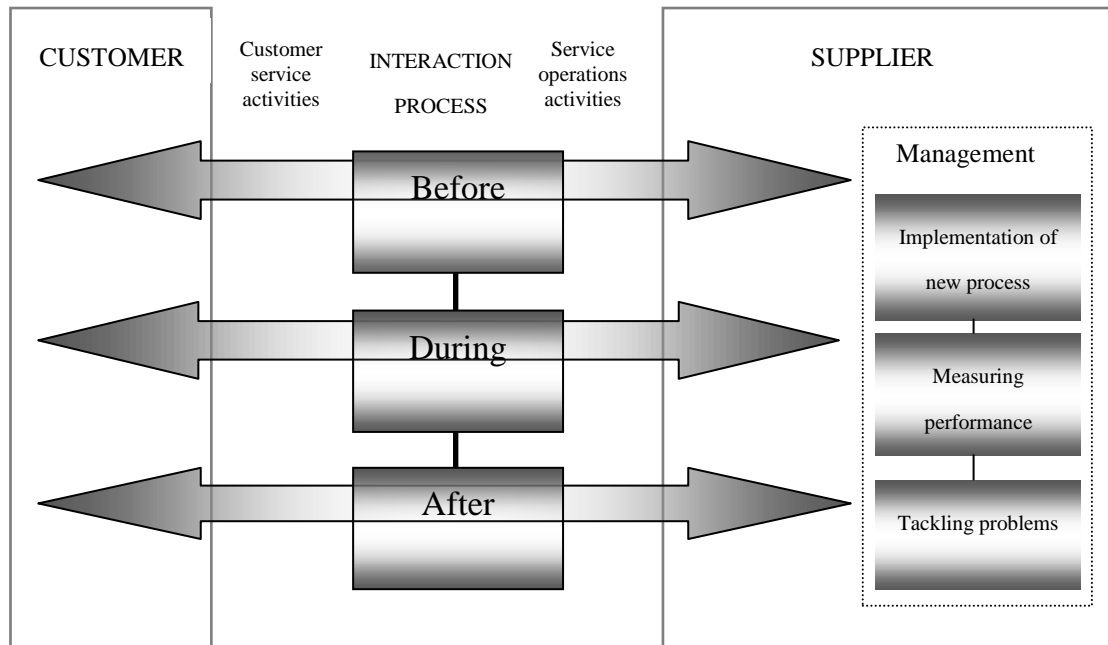 CUSTOMER
Customer
service
activities
INTERACTION
PROCESS
Service
operations
activities
SUPPLIER
Before
During
After
Management
Implementation of
new process
Measuring
performance
Tackling problems